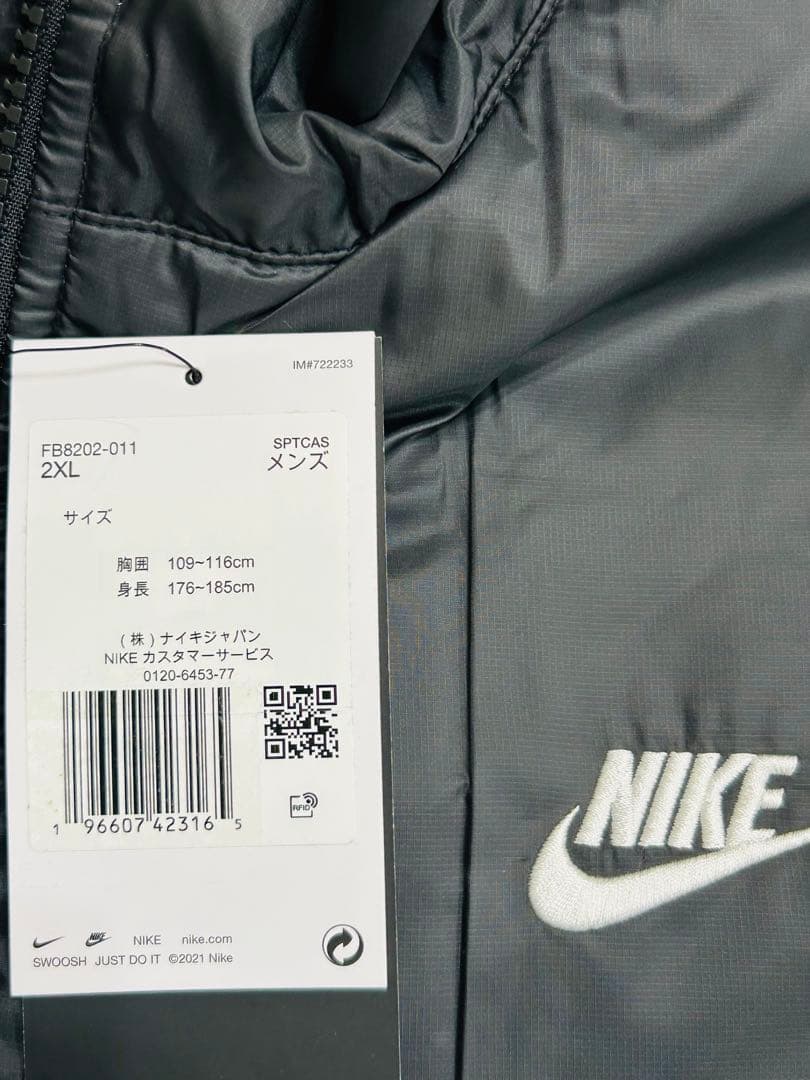 IM#722233
FB8202-011
2XL
SPTCAS
メンズ
サイズ
胸囲 109~116cm
身長 176~185cm
(株)ナイキジャパン
NIKE カスタマーサービス
0120-6453-77
RFID
1 96607 42316 5
NIKE NIKE nike.com
SWOOSH JUST DO IT ©2021 Nike
NIKE